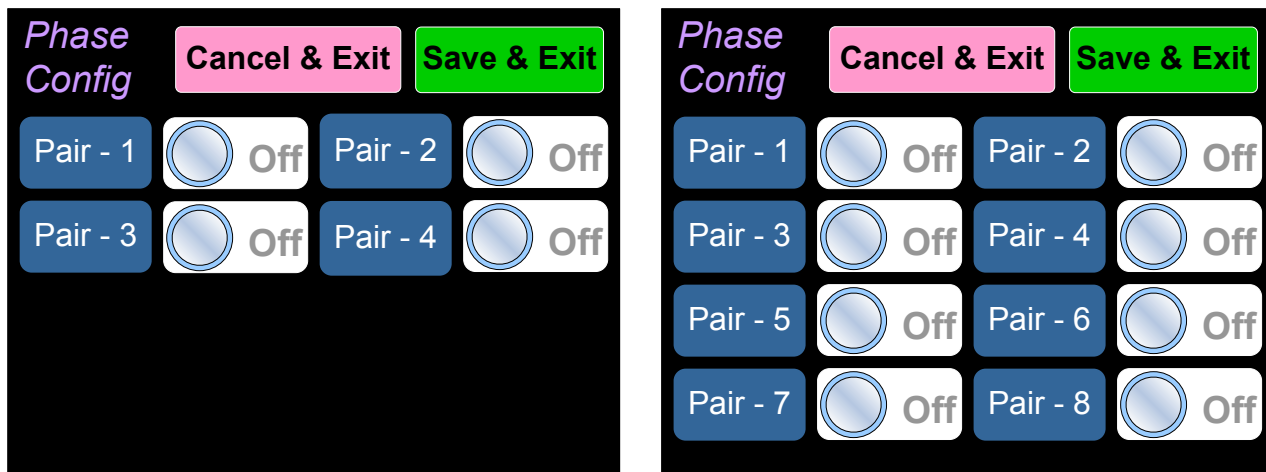 Phase
Config
Cancel & Exit
Save & Exit
Pair - 1
Off
Pair - 2
Off
Pair - 3
Off
Pair - 4
Off
Phase
Config
Cancel & Exit
Save & Exit
Pair - 1
Off
Pair - 2
Off
Pair - 3
Off
Pair - 4
Off
Pair - 5
Off
Pair - 6
Off
Pair - 7
Off
Pair - 8
Off